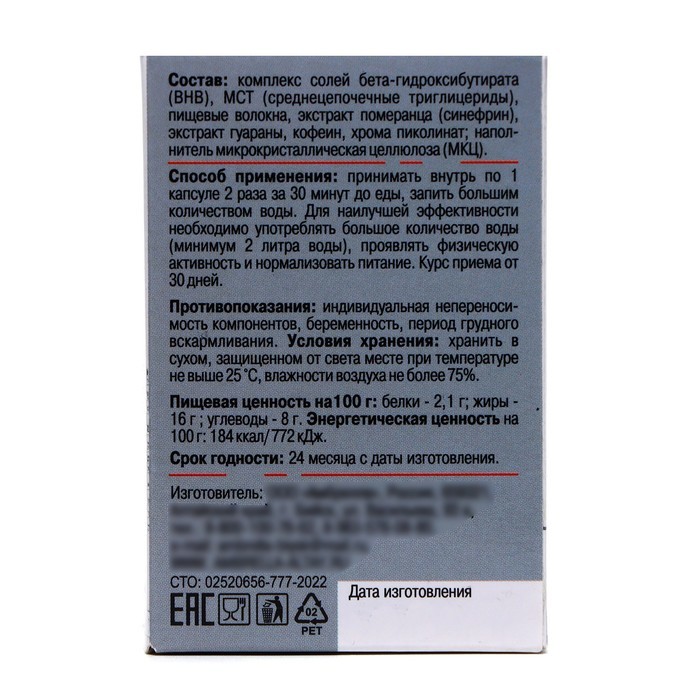 Состав: комплекс солей бета-гидроксибутирата
(BHB), МСТ (среднецепочечные триглицериды),
пищевые волокна, экстракт померанца (синефрин),
экстракт гуараны, кофеин, хрома пиколинат; напол-
нитель микрокристаллическая целлюлоза (МКЦ).
Способ применения: принимать внутрь по 1
капсуле 2 раза за 30 минут до еды, запить большим
количеством воды. Для наилучшей эффективности
необходимо употреблять большое количество воды
(минимум 2 литра воды), проявлять физическую
активность и нормализовать питание. Курс приема от
30 дней.
Противопоказания: индивидуальная непереноси-
мость компонентов, беременность, период грудного
вскармливания. Условия хранения: хранить в
сухом, защищенном от света месте при температуре
не выше 25˚С, влажности воздуха не более 75%.
Пищевая ценность на100 г: белки - 2,1 г; жиры -
16 г ; углеводы - 8 г. Энергетическая ценность на
100 г: 184 ккал/ 772 кДж.
Срок годности: 24 месяца с даты изготовления.
Изготовитель:
СТО: 02520656-777-2022
Дата изготовления
EAC
02
PET